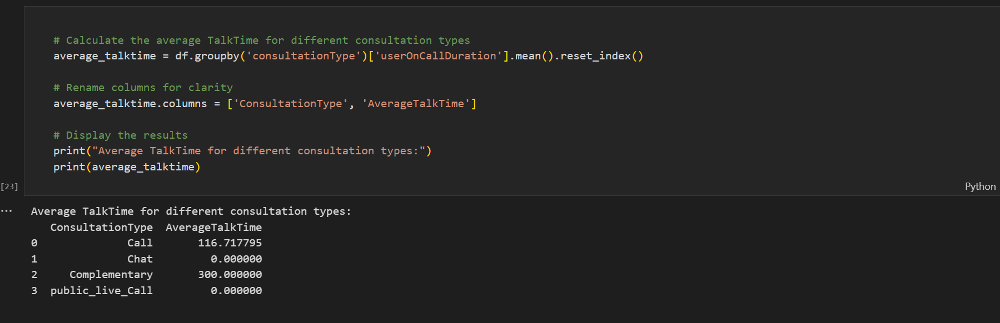 # Calculate the average TalkTime for different consultation types
average_talktime = df.groupby('consultationType')['userOnCallDuration'].mean().reset_index()
# Rename columns for clarity
average_talktime.columns = ['ConsultationType', 'AverageTalkTime']
# Display the results
print("Average TalkTime for different consultation types:")
print(average_talktime)
[23]
Python
...
Average TalkTime for different consultation types:
ConsultationType AverageTalkTime
0 Call 116.717795
1 Chat 0.000000
2 Complementary 300.000000
3 public_live_Call 0.000000